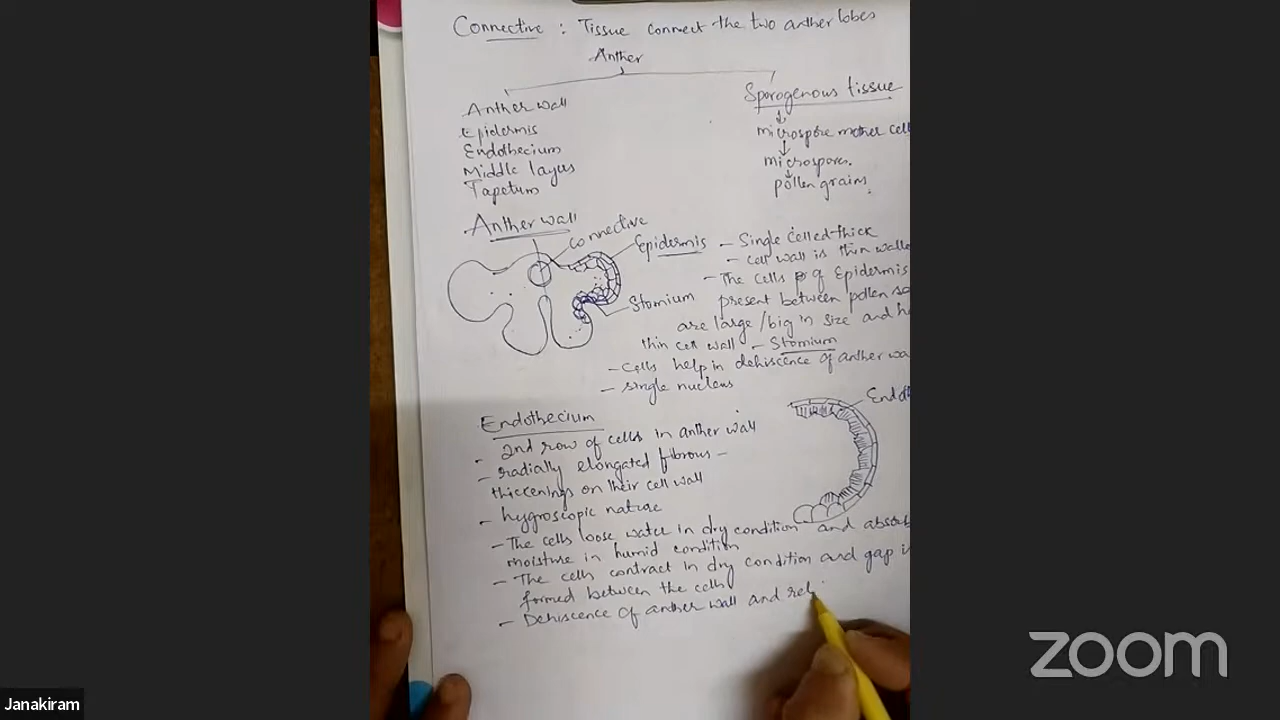 Connective : Tissue connect the two anther lobes
Anther
Anther wall
Epidermis
Endothecium
Middle layers
Tapetum
Sporogenous tissue
microspore mother cell
microspores.
pollen grains
Anther wall
Connective
Epidermis
Stomium
- Single celled thick
- cell wall is thin walle
- The cells of Epidermis
present between pollen sa
are large/big in size and ha
thin cell wall - Stomium
- cells help in dehiscence of anther wa
- single nucleus
Endothecium
- 2nd row of cells in anther wall
- radially elongated fibrous -
thickenings on their cell wall
- hygroscopic nature
- The cells loose water in dry condition and absorb
moisture in humid condition
- The cells contract in dry condition and gap i
formed between the cells
- Dehiscence of anther wall and rel
Endo
zoom
Janakiram